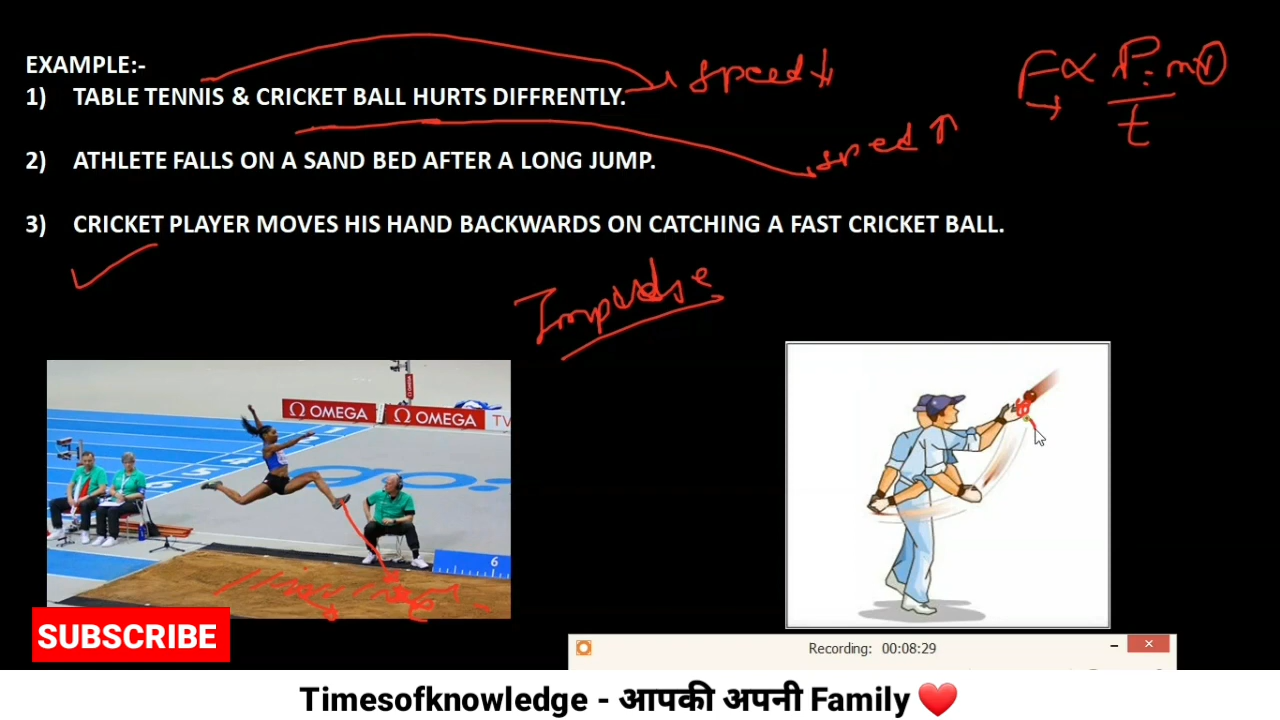 EXAMPLE:-
1) TABLE TENNIS & CRICKET BALL HURTS DIFFRENTLY.
speed ↓
F ∝ P = mv
t
speed ↑
2) ATHLETE FALLS ON A SAND BED AFTER A LONG JUMP.
3) CRICKET PLAYER MOVES HIS HAND BACKWARDS ON CATCHING A FAST CRICKET BALL.
Impulse
Ω OMEGA Ω OMEGA TV
6
SUBSCRIBE
Recording: 00:08:29
Timesofknowledge - आपकी अपनी Family ❤️